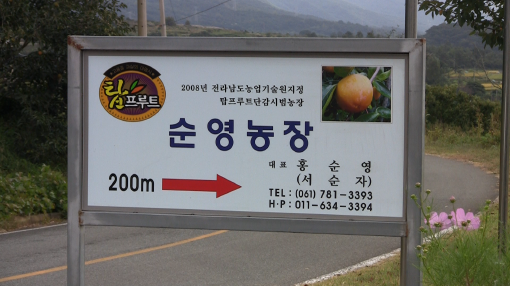 탑프루트
2008년 전라남도농업기술원지정
탑프루트단감시범농장
순영농장
대표 홍순영
(서순자)
200m
TEL : (061) 781-3393
H·P : 011-634-3394